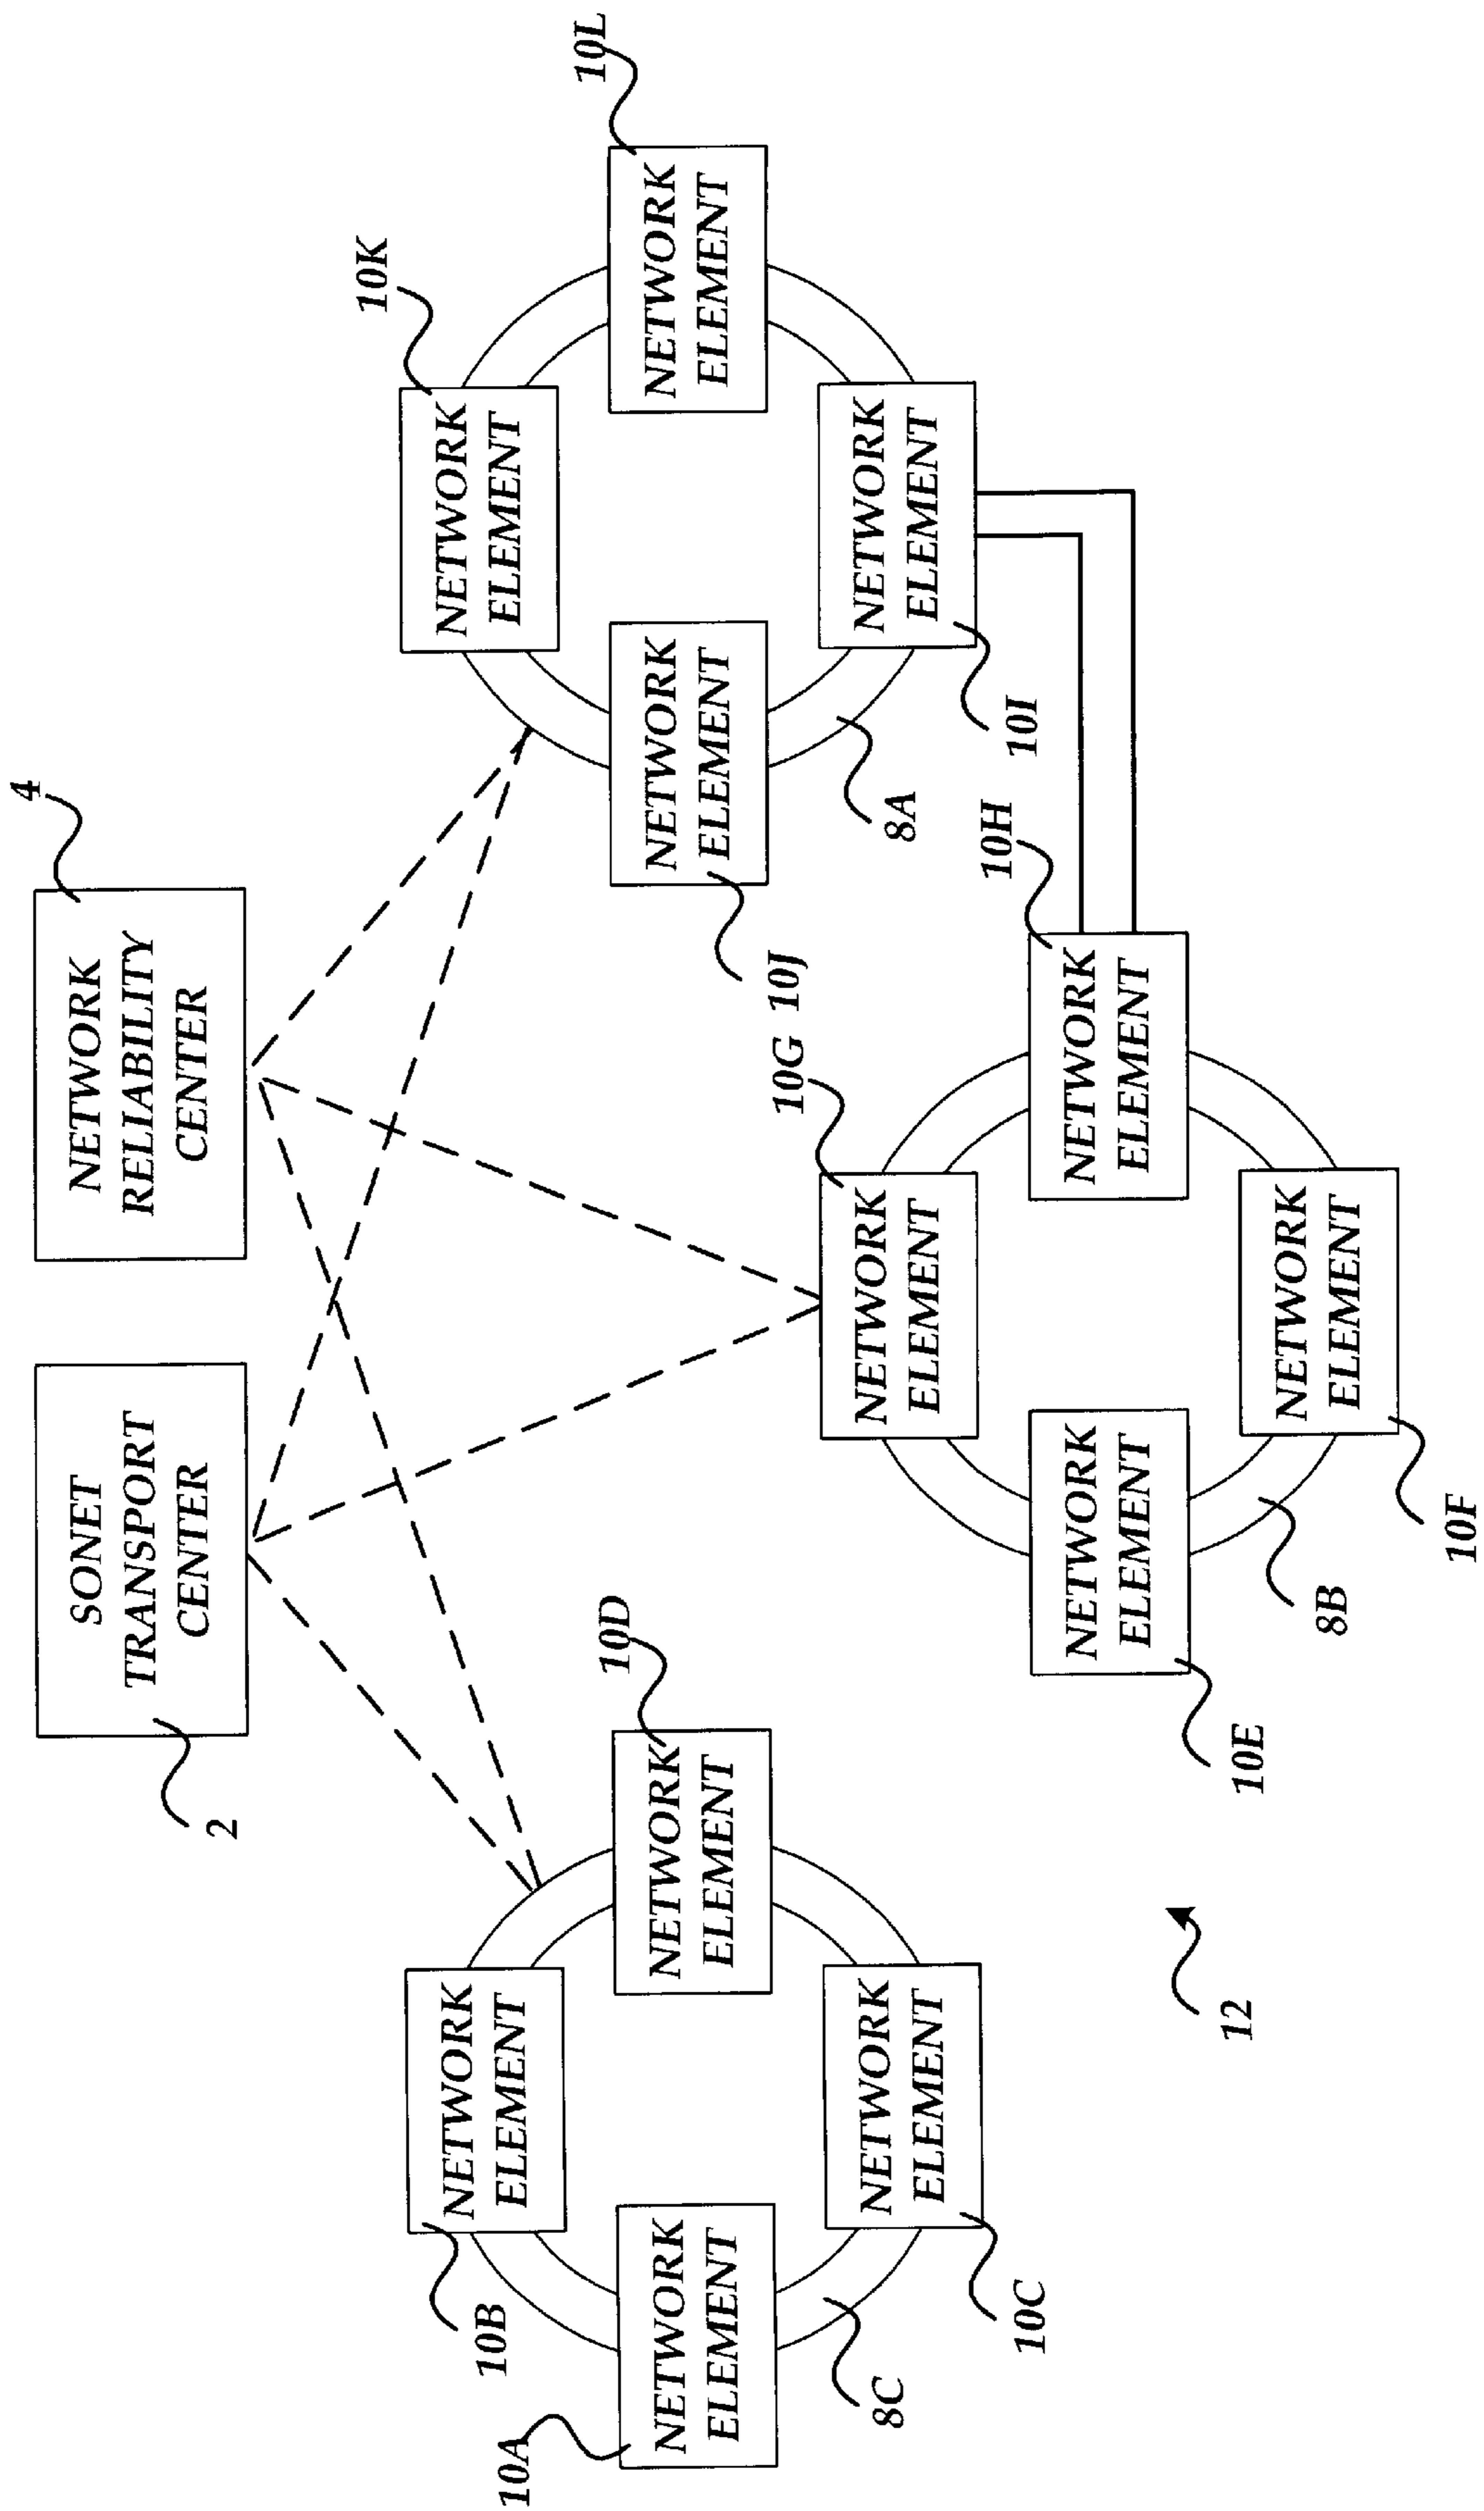 SONET
TRANSPORT
CENTER
2
NETWORK
RELIABILITY
CENTER
4
10A
NETWORK
ELEMENT
10B
NETWORK
ELEMENT
NETWORK
ELEMENT
10C
NETWORK
ELEMENT
10D
8C
NETWORK
ELEMENT
10E
NETWORK
ELEMENT
10F
NETWORK
ELEMENT
10G
NETWORK
ELEMENT
10H
8B
NETWORK
ELEMENT
10I
NETWORK
ELEMENT
10J
NETWORK
ELEMENT
10K
NETWORK
ELEMENT
10L
8A
12